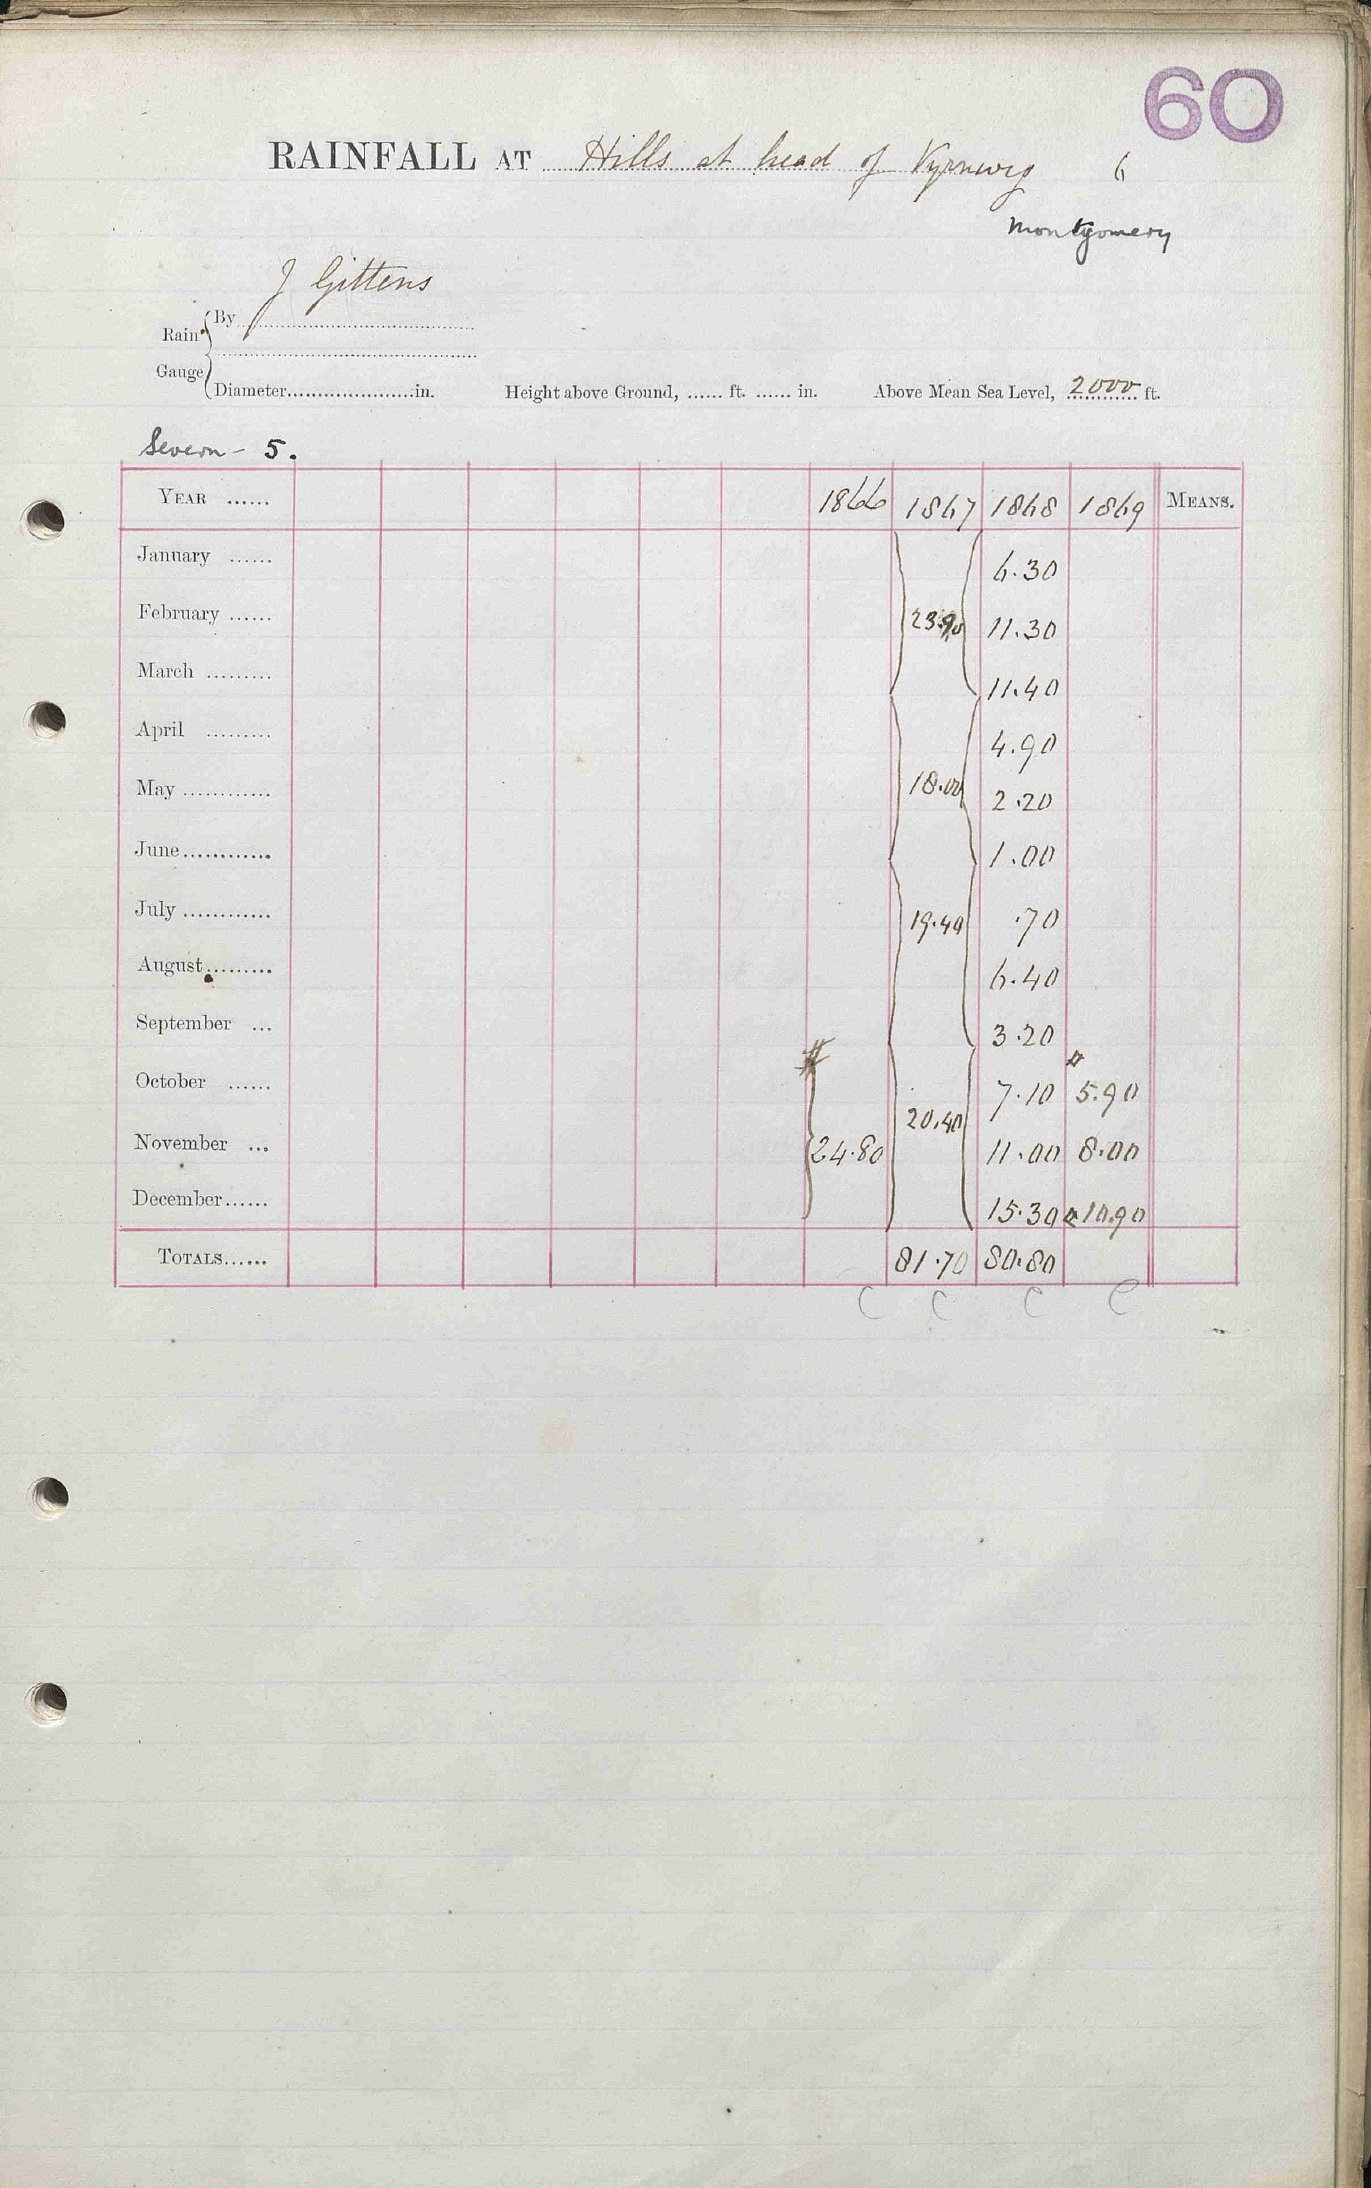 60
RAINFALL AT Hills at head of Vyrnwy 6
Montgomery
J Gittens
Rain Gauge { By
Diameter.....................in. Height above Ground, ...... ft. ...... in. Above Mean Sea Level, 2000 ft.
Severn - 5.
YEAR ...... 1866 1867 1868 1869 MEANS.
January ...... 6.30
February ...... 23.90 11.30
March ......... 11.40
April ......... 4.90
May ............ 18.00 2.20
June............ 1.00
July ............ 19.40 .70
August......... 6.40
September ... 3.20
October ...... 7.10 5.90
November ... 24.80 20.40 11.00 8.00
December...... 15.30 10.90
TOTALS...... 81.70 80.80
C C C C